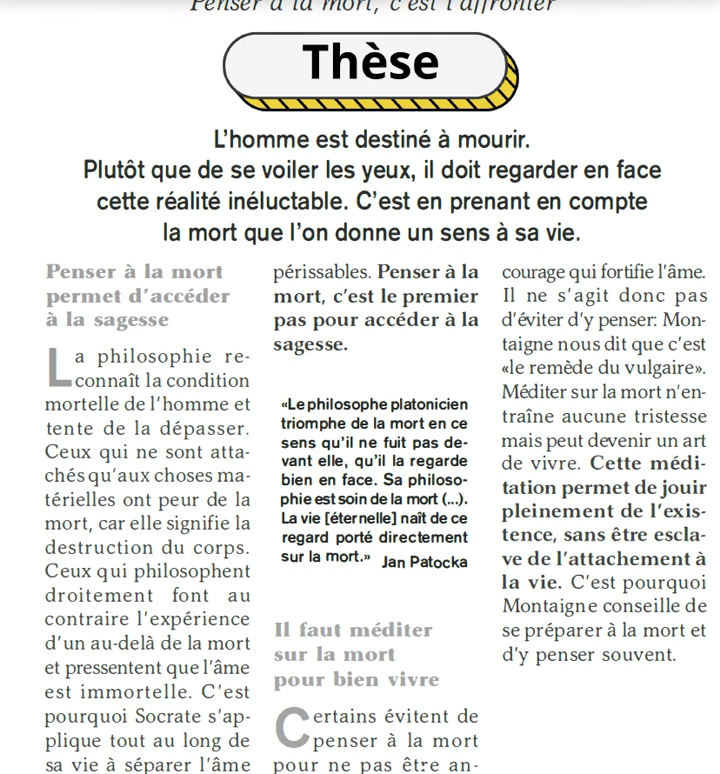 Penser à la mort, c'est l'affronter
Thèse
L'homme est destiné à mourir.
Plutôt que de se voiler les yeux, il doit regarder en face
cette réalité inéluctable. C'est en prenant en compte
la mort que l'on donne un sens à sa vie.
Penser à la mort
permet d'accéder
à la sagesse
La philosophie re-
connaît la condition
mortelle de l'homme et
tente de la dépasser.
Ceux qui ne sont atta-
chés qu'aux choses ma-
térielles ont peur de la
mort, car elle signifie la
destruction du corps.
Ceux qui philosophent
droitement font au
contraire l'expérience
d'un au-delà de la mort
et pressentent que l'âme
est immortelle. C'est
pourquoi Socrate s'ap-
plique tout au long de
sa vie à séparer l'âme
périssables. Penser à la
mort, c'est le premier
pas pour accéder à la
sagesse.
«Le philosophe platonicien
triomphe de la mort en ce
sens qu'il ne fuit pas de-
vant elle, qu'il la regarde
bien en face. Sa philoso-
phie est soin de la mort (...).
La vie [éternelle] naît de ce
regard porté directement
sur la mort.» Jan Patocka
Il faut méditer
sur la mort
pour bien vivre
Certains évitent de
penser à la mort
pour ne pas être an-
courage qui fortifie l'âme.
Il ne s'agit donc pas
d'éviter d'y penser: Mon-
taigne nous dit que c'est
«le remède du vulgaire».
Méditer sur la mort n'en-
traîne aucune tristesse
mais peut devenir un art
de vivre. Cette médi-
tation permet de jouir
pleinement de l'exis-
tence, sans être escla-
ve de l'attachement à
la vie. C'est pourquoi
Montaigne conseille de
se préparer à la mort et
d'y penser souvent.